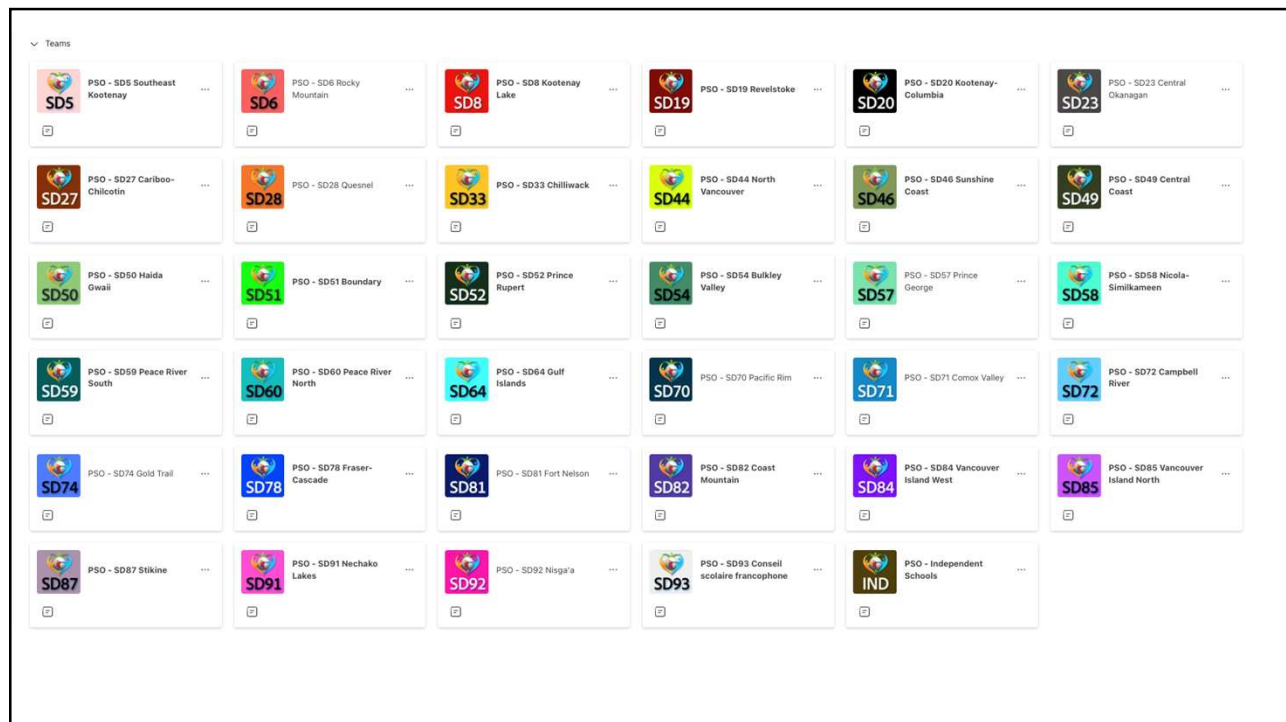 Teams
SD5
PSO - SD5 Southeast
Kootenay
...
SD6
PSO - SD6 Rocky
Mountain
...
SD8
PSO - SD8 Kootenay
Lake
...
SD19
PSO - SD19 Revelstoke
...
SD20
PSO - SD20 Kootenay-
Columbia
...
SD23
PSO - SD23 Central
Okanagan
...
SD27
PSO - SD27 Cariboo-
Chilcotin
...
SD28
PSO - SD28 Quesnel
...
SD33
PSO - SD33 Chilliwack
...
SD44
PSO - SD44 North
Vancouver
...
SD46
PSO - SD46 Sunshine
Coast
...
SD49
PSO - SD49 Central
Coast
...
SD50
PSO - SD50 Haida
Gwaii
...
SD51
PSO - SD51 Boundary
...
SD52
PSO - SD52 Prince
Rupert
...
SD54
PSO - SD54 Bulkley
Valley
...
SD57
PSO - SD57 Prince
George
...
SD58
PSO - SD58 Nicola-
Similkameen
...
SD59
PSO - SD59 Peace River
South
...
SD60
PSO - SD60 Peace River
North
...
SD64
PSO - SD64 Gulf
Islands
...
SD70
PSO - SD70 Pacific Rim
...
SD71
PSO - SD71 Comox Valley
...
SD72
PSO - SD72 Campbell
River
...
SD74
PSO - SD74 Gold Trail
...
SD78
PSO - SD78 Fraser-
Cascade
...
SD81
PSO - SD81 Fort Nelson
...
SD82
PSO - SD82 Coast
Mountain
...
SD84
PSO - SD84 Vancouver
Island West
...
SD85
PSO - SD85 Vancouver
Island North
...
SD87
PSO - SD87 Stikine
...
SD91
PSO - SD91 Nechako
Lakes
...
SD92
PSO - SD92 Nisga'a
...
SD93
PSO - SD93 Conseil
scolaire francophone
...
IND
PSO - Independent
Schools
...